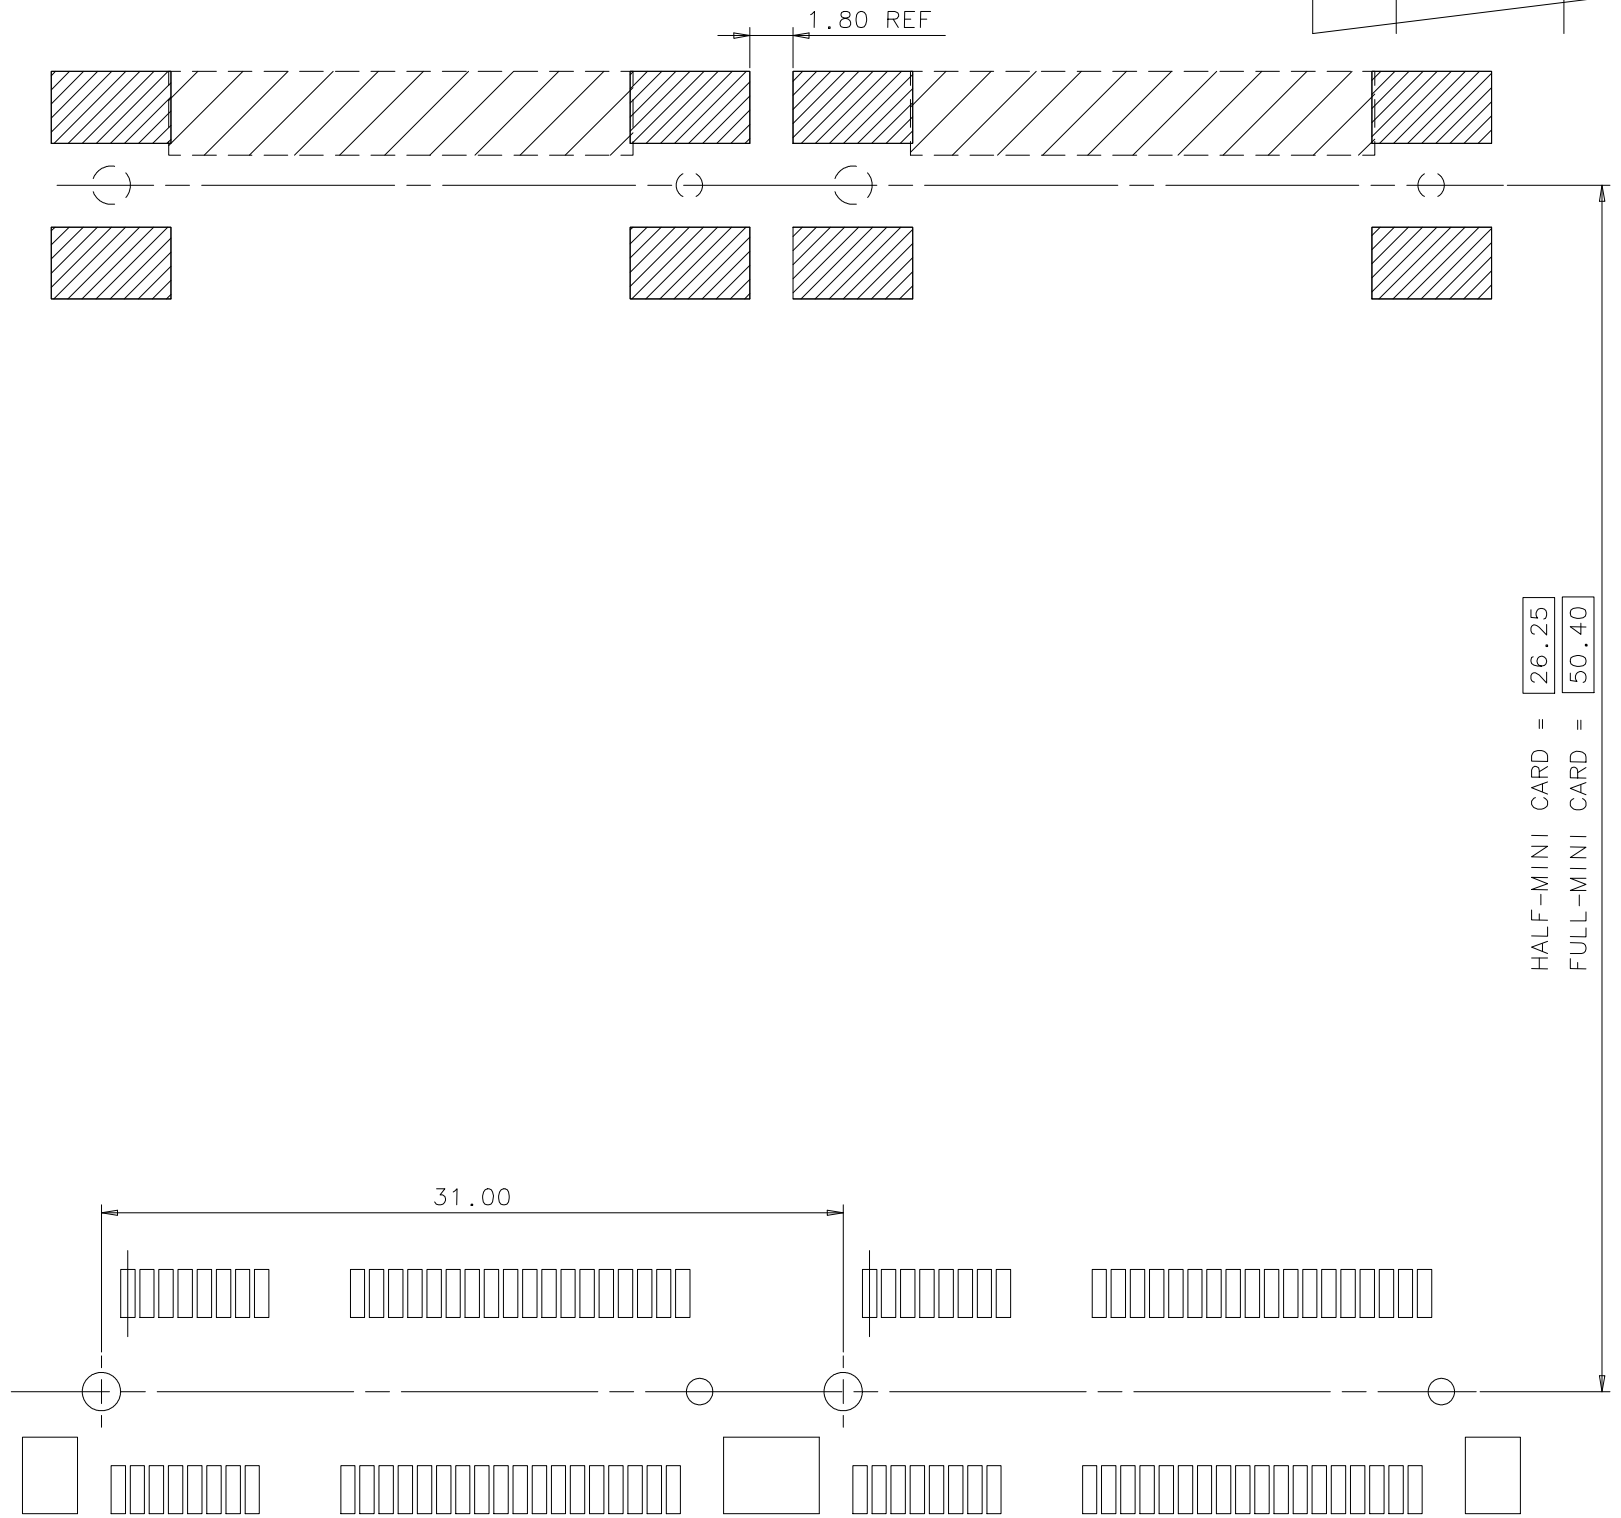 1.80 REF
HALF-MINI CARD = 26.25
FULL-MINI CARD = 50.40
31.00